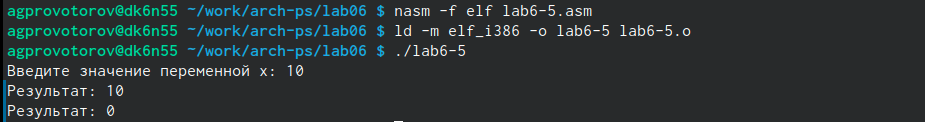 agprovotorov@dk6n55 ~/work/arch-ps/lab06 $ nasm -f elf lab6-5.asm
agprovotorov@dk6n55 ~/work/arch-ps/lab06 $ ld -m elf_i386 -o lab6-5 lab6-5.o
agprovotorov@dk6n55 ~/work/arch-ps/lab06 $ ./lab6-5
Введите значение переменной x: 10
Результат: 10
Результат: 0